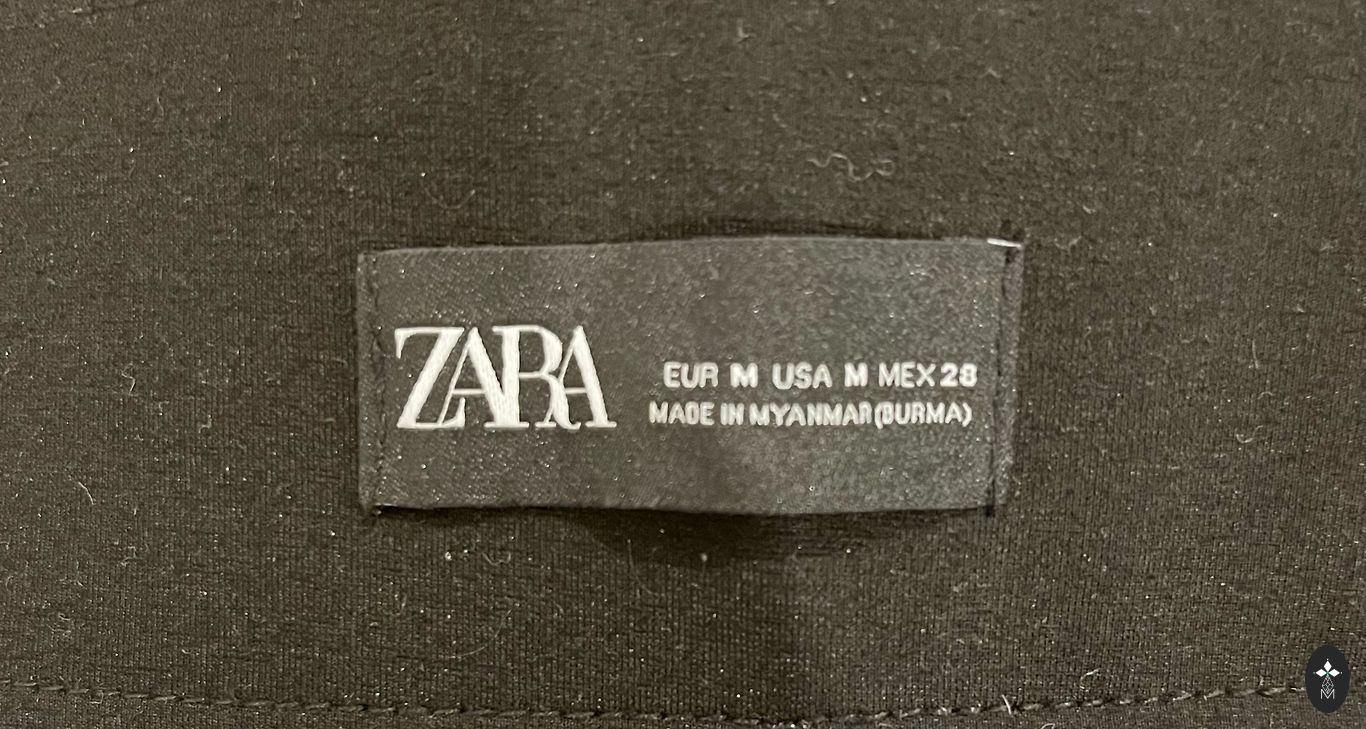 ZARA
EUR M USA M MEX 28
MADE IN MYANMAR (BURMA)
M